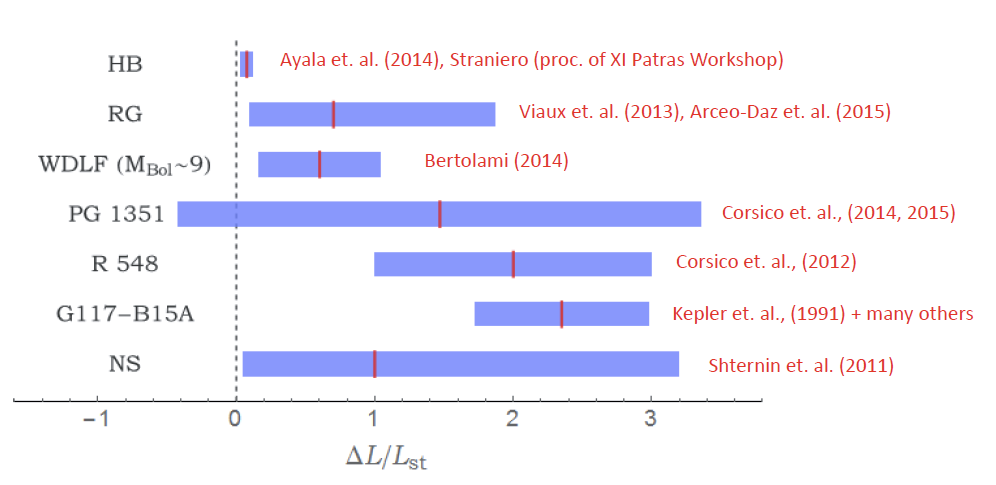 HB Ayala et. al. (2014), Straniero (proc. of XI Patras Workshop)
RG Viaux et. al. (2013), Arceo-Daz et. al. (2015)
WDLF (M_Bol~9) Bertolami (2014)
PG 1351 Corsico et. al., (2014, 2015)
R 548 Corsico et. al., (2012)
G117–B15A Kepler et. al., (1991) + many others
NS Shternin et. al. (2011)
−1 0 1 2 3
ΔL/L_st